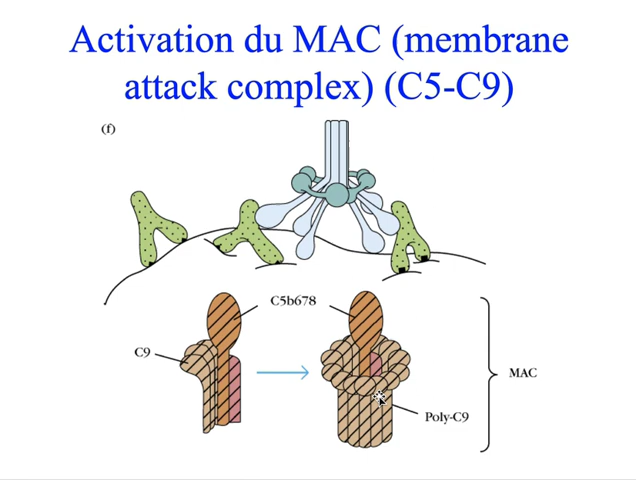 Activation du MAC (membrane
attack complex) (C5-C9)
(f)
C5b678
C9
MAC
Poly-C9